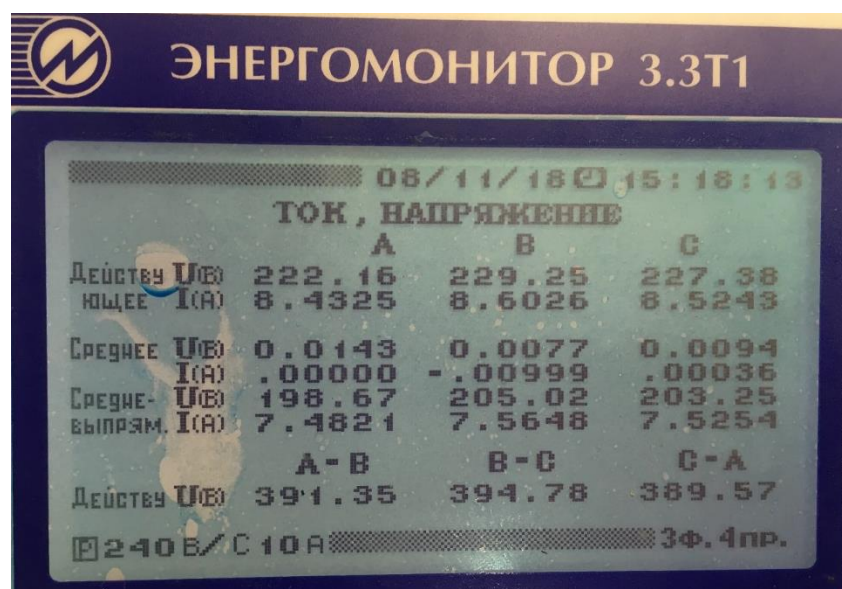 ЭНЕРГОМОНИТОР 3.3Т1
08/11/18 15:18:13
ТОК, НАПРЯЖЕНИЕ
A B C
Действу U(В) 222.16 229.25 227.38
ющее I(А) 8.4325 8.6026 8.5243
Среднее U(В) 0.0143 0.0077 0.0094
I(А) .00000 -.00999 .00036
Средне- U(В) 198.67 205.02 203.25
выпрям. I(А) 7.4821 7.5648 7.5254
A-B B-C C-A
Действу U(В) 391.35 394.78 389.57
P 240В/С 10А 3ф.4пр.